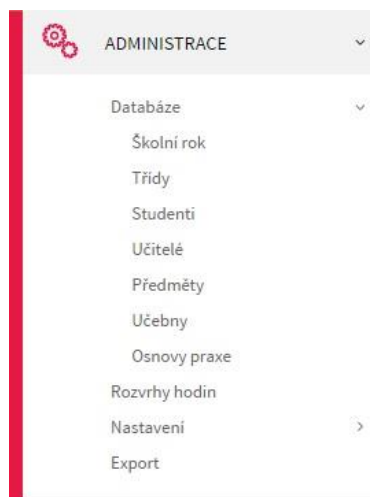 ADMINISTRACE
Databáze
Školní rok
Třídy
Studenti
Učitelé
Předměty
Učebny
Osnovy praxe
Rozvrhy hodin
Nastavení
Export